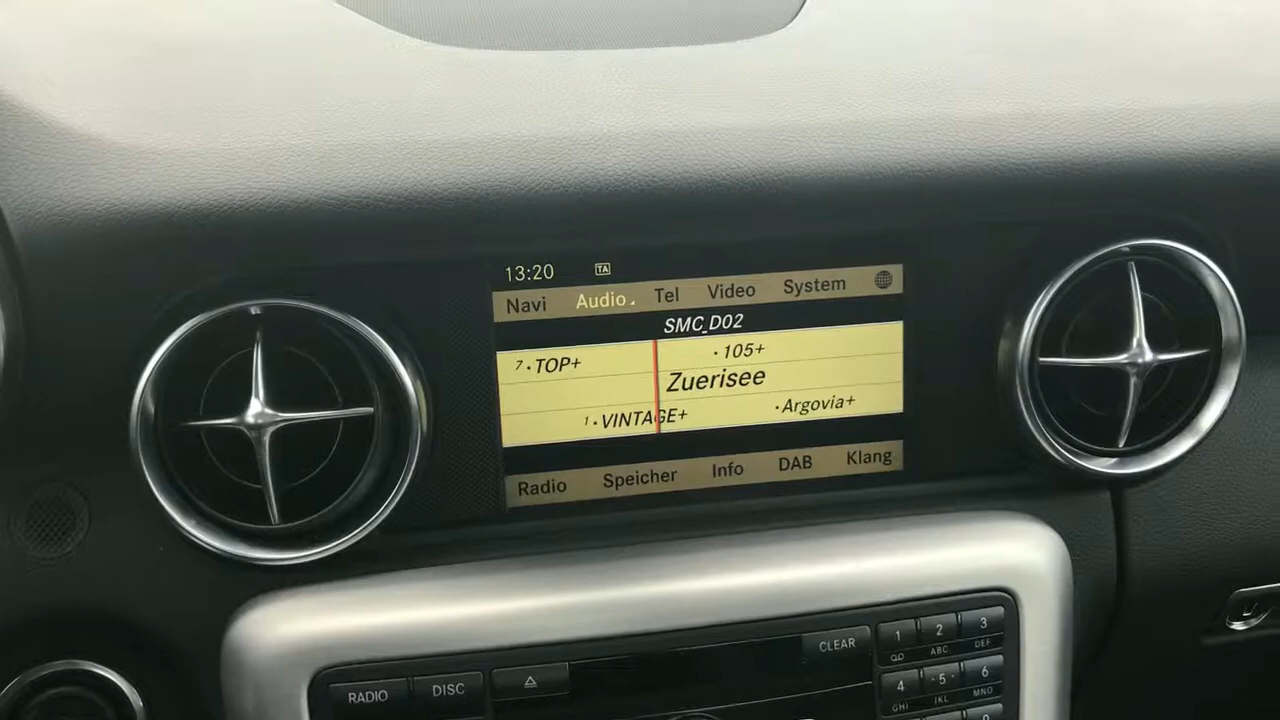 13:20 TA
Navi Audio Tel Video System
SMC_D02
7 · TOP+ · 105+
Zuerisee
1 · VINTAGE+ · Argovia+
Radio Speicher Info DAB Klang
CLEAR 1 2 ABC 3 DEF
RADIO DISC 4 GHI 5 JKL 6 MNO